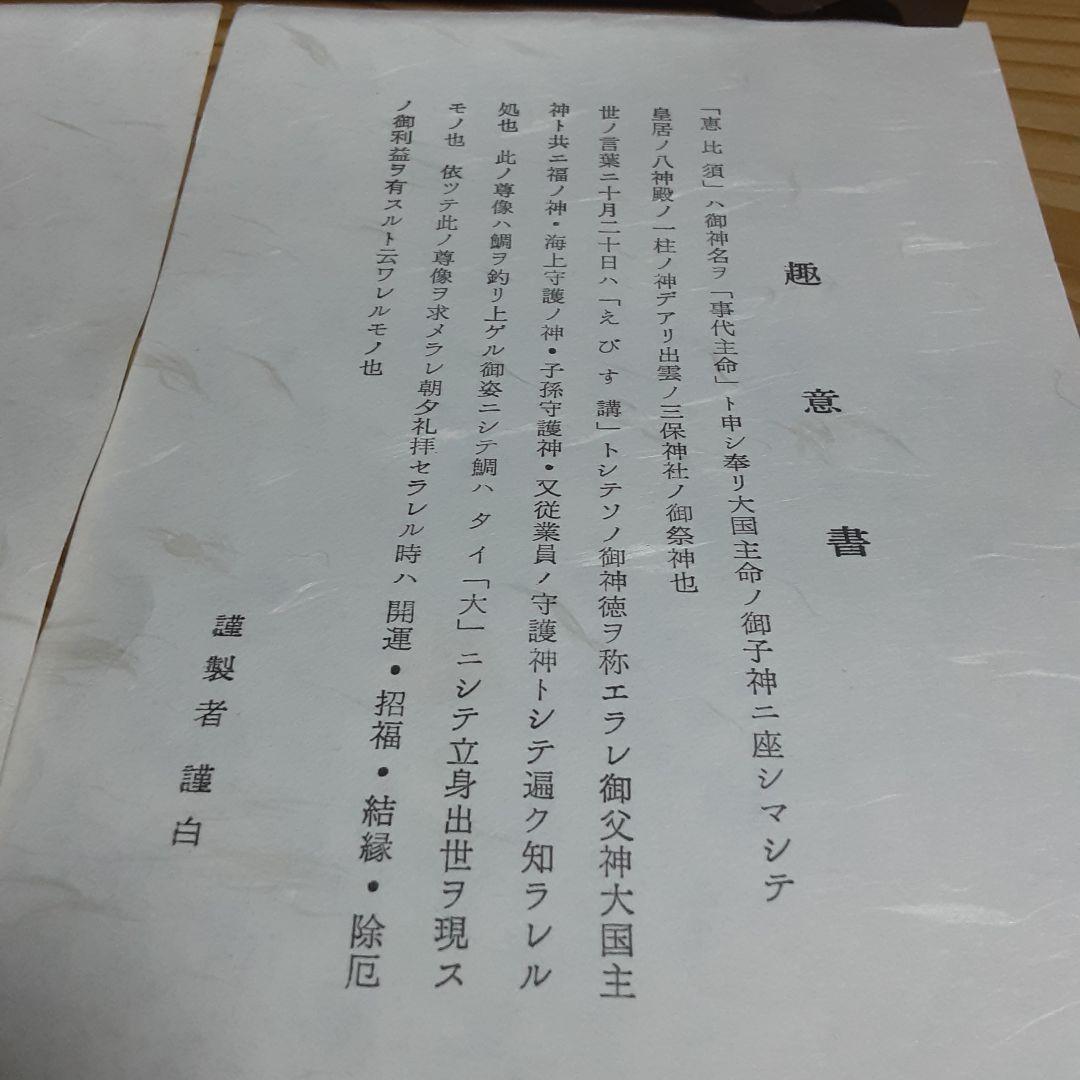 趣意書
「恵比須」ハ御神名ヲ「事代主命」ト申シ奉リ大国主命ノ御子神ニ座シマシテ
皇居ノ八神殿ノ一柱ノ神デアリ出雲ノ三保神社ノ御祭神也
世ノ言葉ニ十月二十日ハ「えびす講」トシテソノ御神徳ヲ称エラレ御父神大国主
神ト共ニ福ノ神・海上守護ノ神・子孫守護神・又従業員ノ守護神トシテ遍ク知ラレル
処也 此ノ尊像ハ鯛ヲ釣リ上ゲル御姿ニシテ鯛ハタイ「大」ニシテ立身出世ヲ現ス
モノ也 依ツテ此ノ尊像ヲ求メラレ朝夕礼拝セラレル時ハ開運・招福・結縁・除厄
ノ御利益ヲ有スルト云ワレルモノ也
謹製者謹白